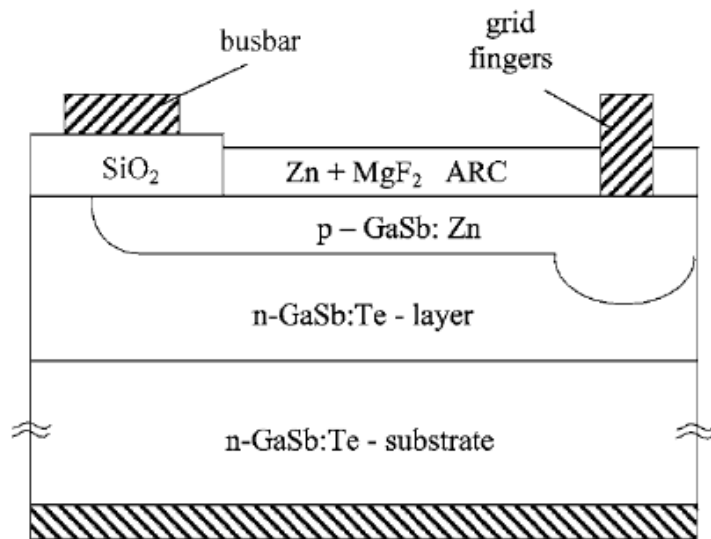 busbar
grid
fingers
SiO₂
Zn + MgF₂ ARC
p – GaSb: Zn
n-GaSb:Te - layer
n-GaSb:Te - substrate